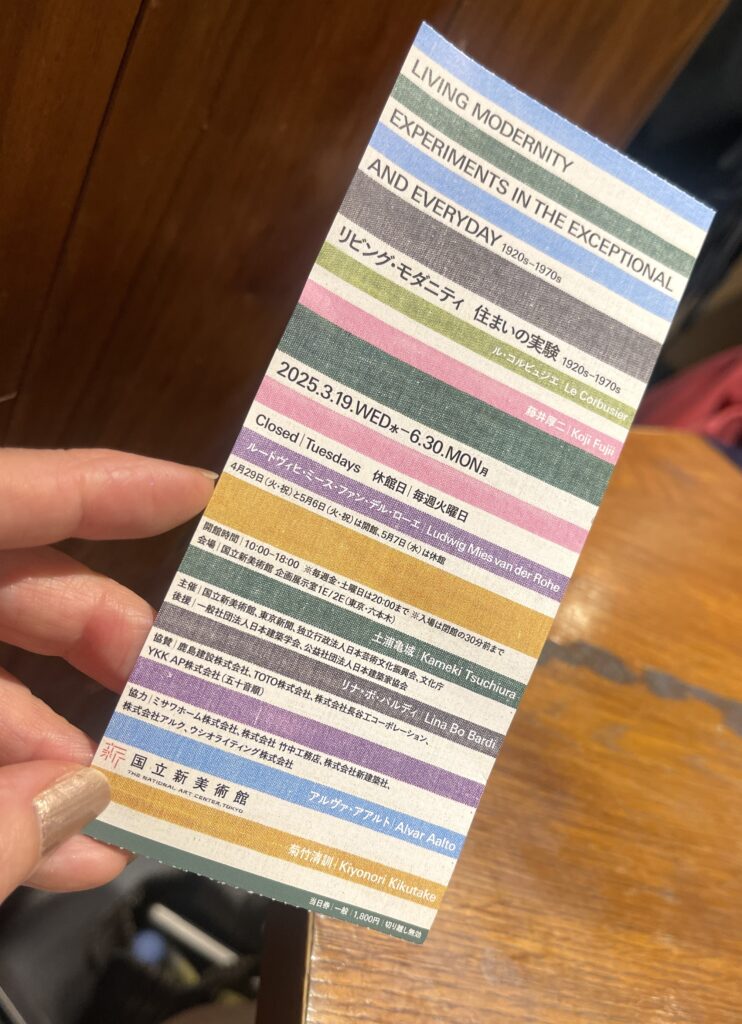 LIVING MODERNITY
EXPERIMENTS IN THE EXCEPTIONAL
AND EVERYDAY 1920s–1970s
リビング・モダニティ 住まいの実験 1920s–1970s
ル・コルビュジエ | Le Corbusier
藤井厚二 | Koji Fujii
2025.3.19.WED水–6.30.MON月
Closed | Tuesdays 休館日 | 毎週火曜日
ルードヴィヒ・ミース・ファン・デル・ローエ | Ludwig Mies van der Rohe
4月29日(火・祝)と5月6日(火・祝)は開館、5月7日(水)は休館
開館時間 | 10:00–18:00 ※毎週金・土曜日は20:00まで ※入場は閉館の30分前まで
会場 | 国立新美術館 企画展示室1E/2E(東京・六本木)
土浦亀城 | Kameki Tsuchiura
主催 | 国立新美術館、東京新聞、独立行政法人日本芸術文化振興会、文化庁
後援 | 一般社団法人日本建築学会、公益社団法人日本建築家協会
リナ・ボ・バルディ | Lina Bo Bardi
協賛 | 鹿島建設株式会社、TOTO株式会社、株式会社長谷工コーポレーション、
YKK AP株式会社(五十音順)
協力 | ミサワホーム株式会社、株式会社 竹中工務店、株式会社新建築社、
株式会社アルク、ウシオライティング株式会社
アルヴァ・アアルト | Alvar Aalto
新 国立新美術館
THE NATIONAL ART CENTER, TOKYO
菊竹清訓 | Kiyonori Kikutake
当日券 | 一般 | 1,800円 | 切り離し無効